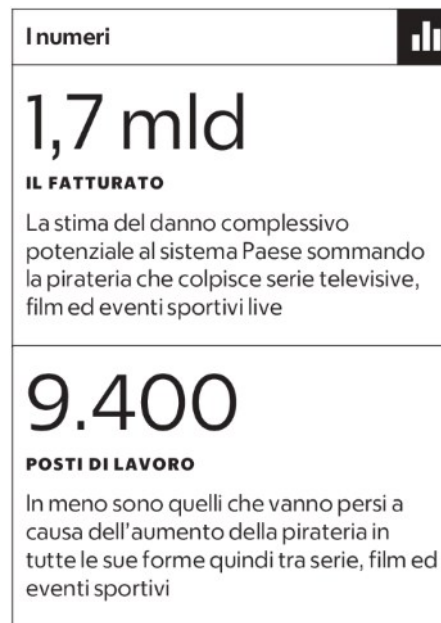 I numeri
1,7 mld
IL FATTURATO
La stima del danno complessivo
potenziale al sistema Paese sommando
la pirateria che colpisce serie televisive,
film ed eventi sportivi live
9.400
POSTI DI LAVORO
In meno sono quelli che vanno persi a
causa dell'aumento della pirateria in
tutte le sue forme quindi tra serie, film ed
eventi sportivi